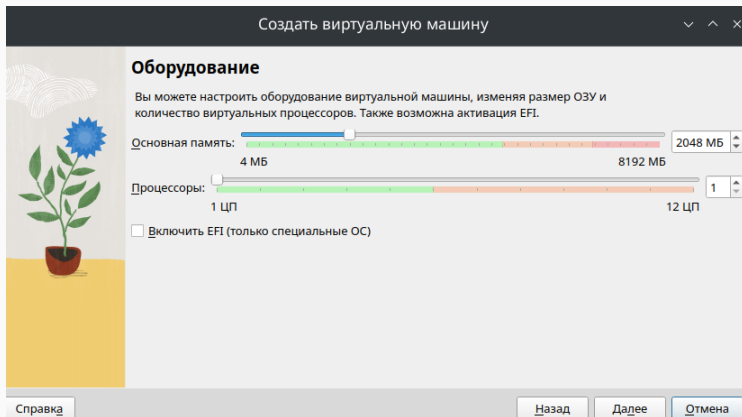 Создать виртуальную машину
Оборудование
Вы можете настроить оборудование виртуальной машины, изменяя размер ОЗУ и
количество виртуальных процессоров. Также возможна активация EFI.
Основная память: 2048 МБ
4 МБ 8192 МБ
Процессоры: 1
1 ЦП 12 ЦП
Включить EFI (только специальные ОС)
Справка Назад Далее Отмена